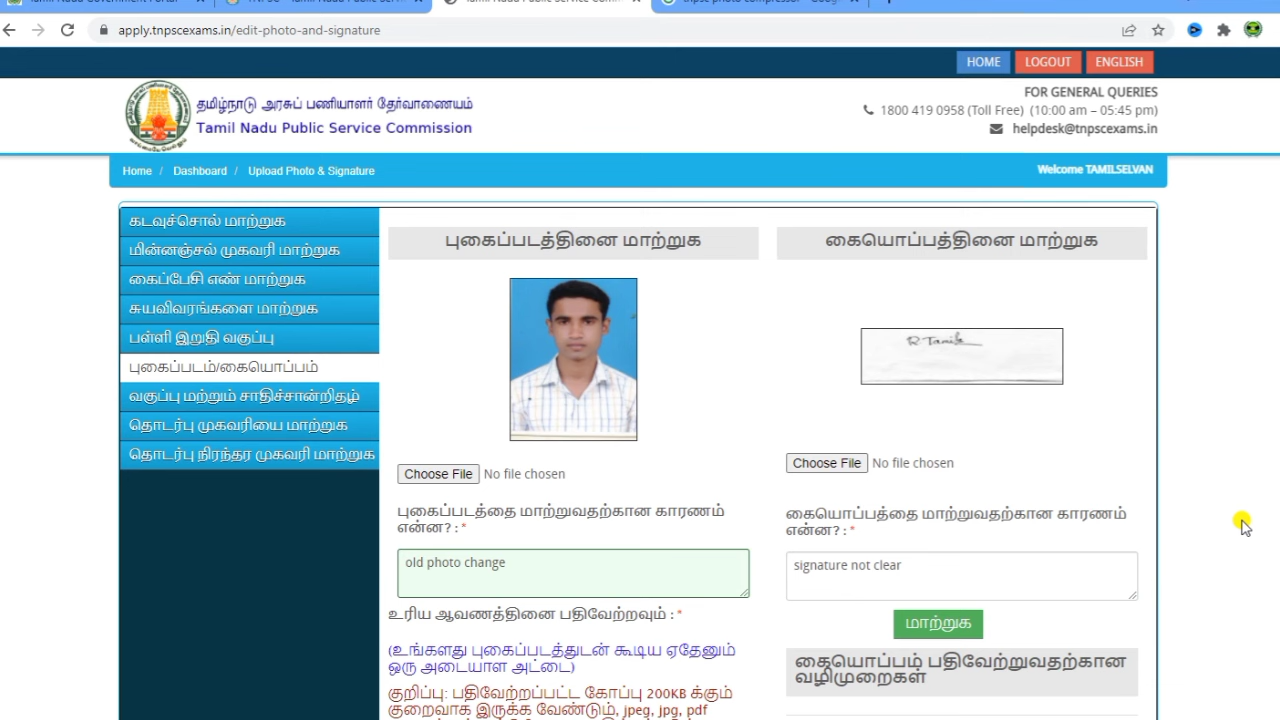 apply.tnpscexams.in/edit-photo-and-signature
HOME LOGOUT ENGLISH
தமிழ்நாடு அரசுப் பணியாளர் தேர்வாணையம்
Tamil Nadu Public Service Commission
FOR GENERAL QUERIES
1800 419 0958 (Toll Free) (10:00 am – 05:45 pm)
helpdesk@tnpscexams.in
Home / Dashboard / Upload Photo & Signature
Welcome TAMILSELVAN
கடவுச்சொல் மாற்றுக
மின்னஞ்சல் முகவரி மாற்றுக
கைப்பேசி எண் மாற்றுக
சுயவிவரங்களை மாற்றுக
பள்ளி இறுதி வகுப்பு
புகைப்படம்/கையொப்பம்
வகுப்பு மற்றும் சாதிச்சான்றிதழ்
தொடர்பு முகவரியை மாற்றுக
தொடர்பு நிரந்தர முகவரி மாற்றுக
புகைப்படத்தினை மாற்றுக
Choose File No file chosen
புகைப்படத்தை மாற்றுவதற்கான காரணம்
என்ன? : *
old photo change
உரிய ஆவணத்தினை பதிவேற்றவும் : *
(உங்களது புகைப்படத்துடன் கூடிய ஏதேனும்
ஒரு அடையாள அட்டை)
குறிப்பு: பதிவேற்றப்பட்ட கோப்பு 200KB க்கும்
குறைவாக இருக்க வேண்டும், jpeg, jpg, pdf
கையொப்பத்தினை மாற்றுக
R.Tamils
Choose File No file chosen
கையொப்பத்தை மாற்றுவதற்கான காரணம்
என்ன? : *
signature not clear
மாற்றுக
கையொப்பம் பதிவேற்றுவதற்கான
வழிமுறைகள்